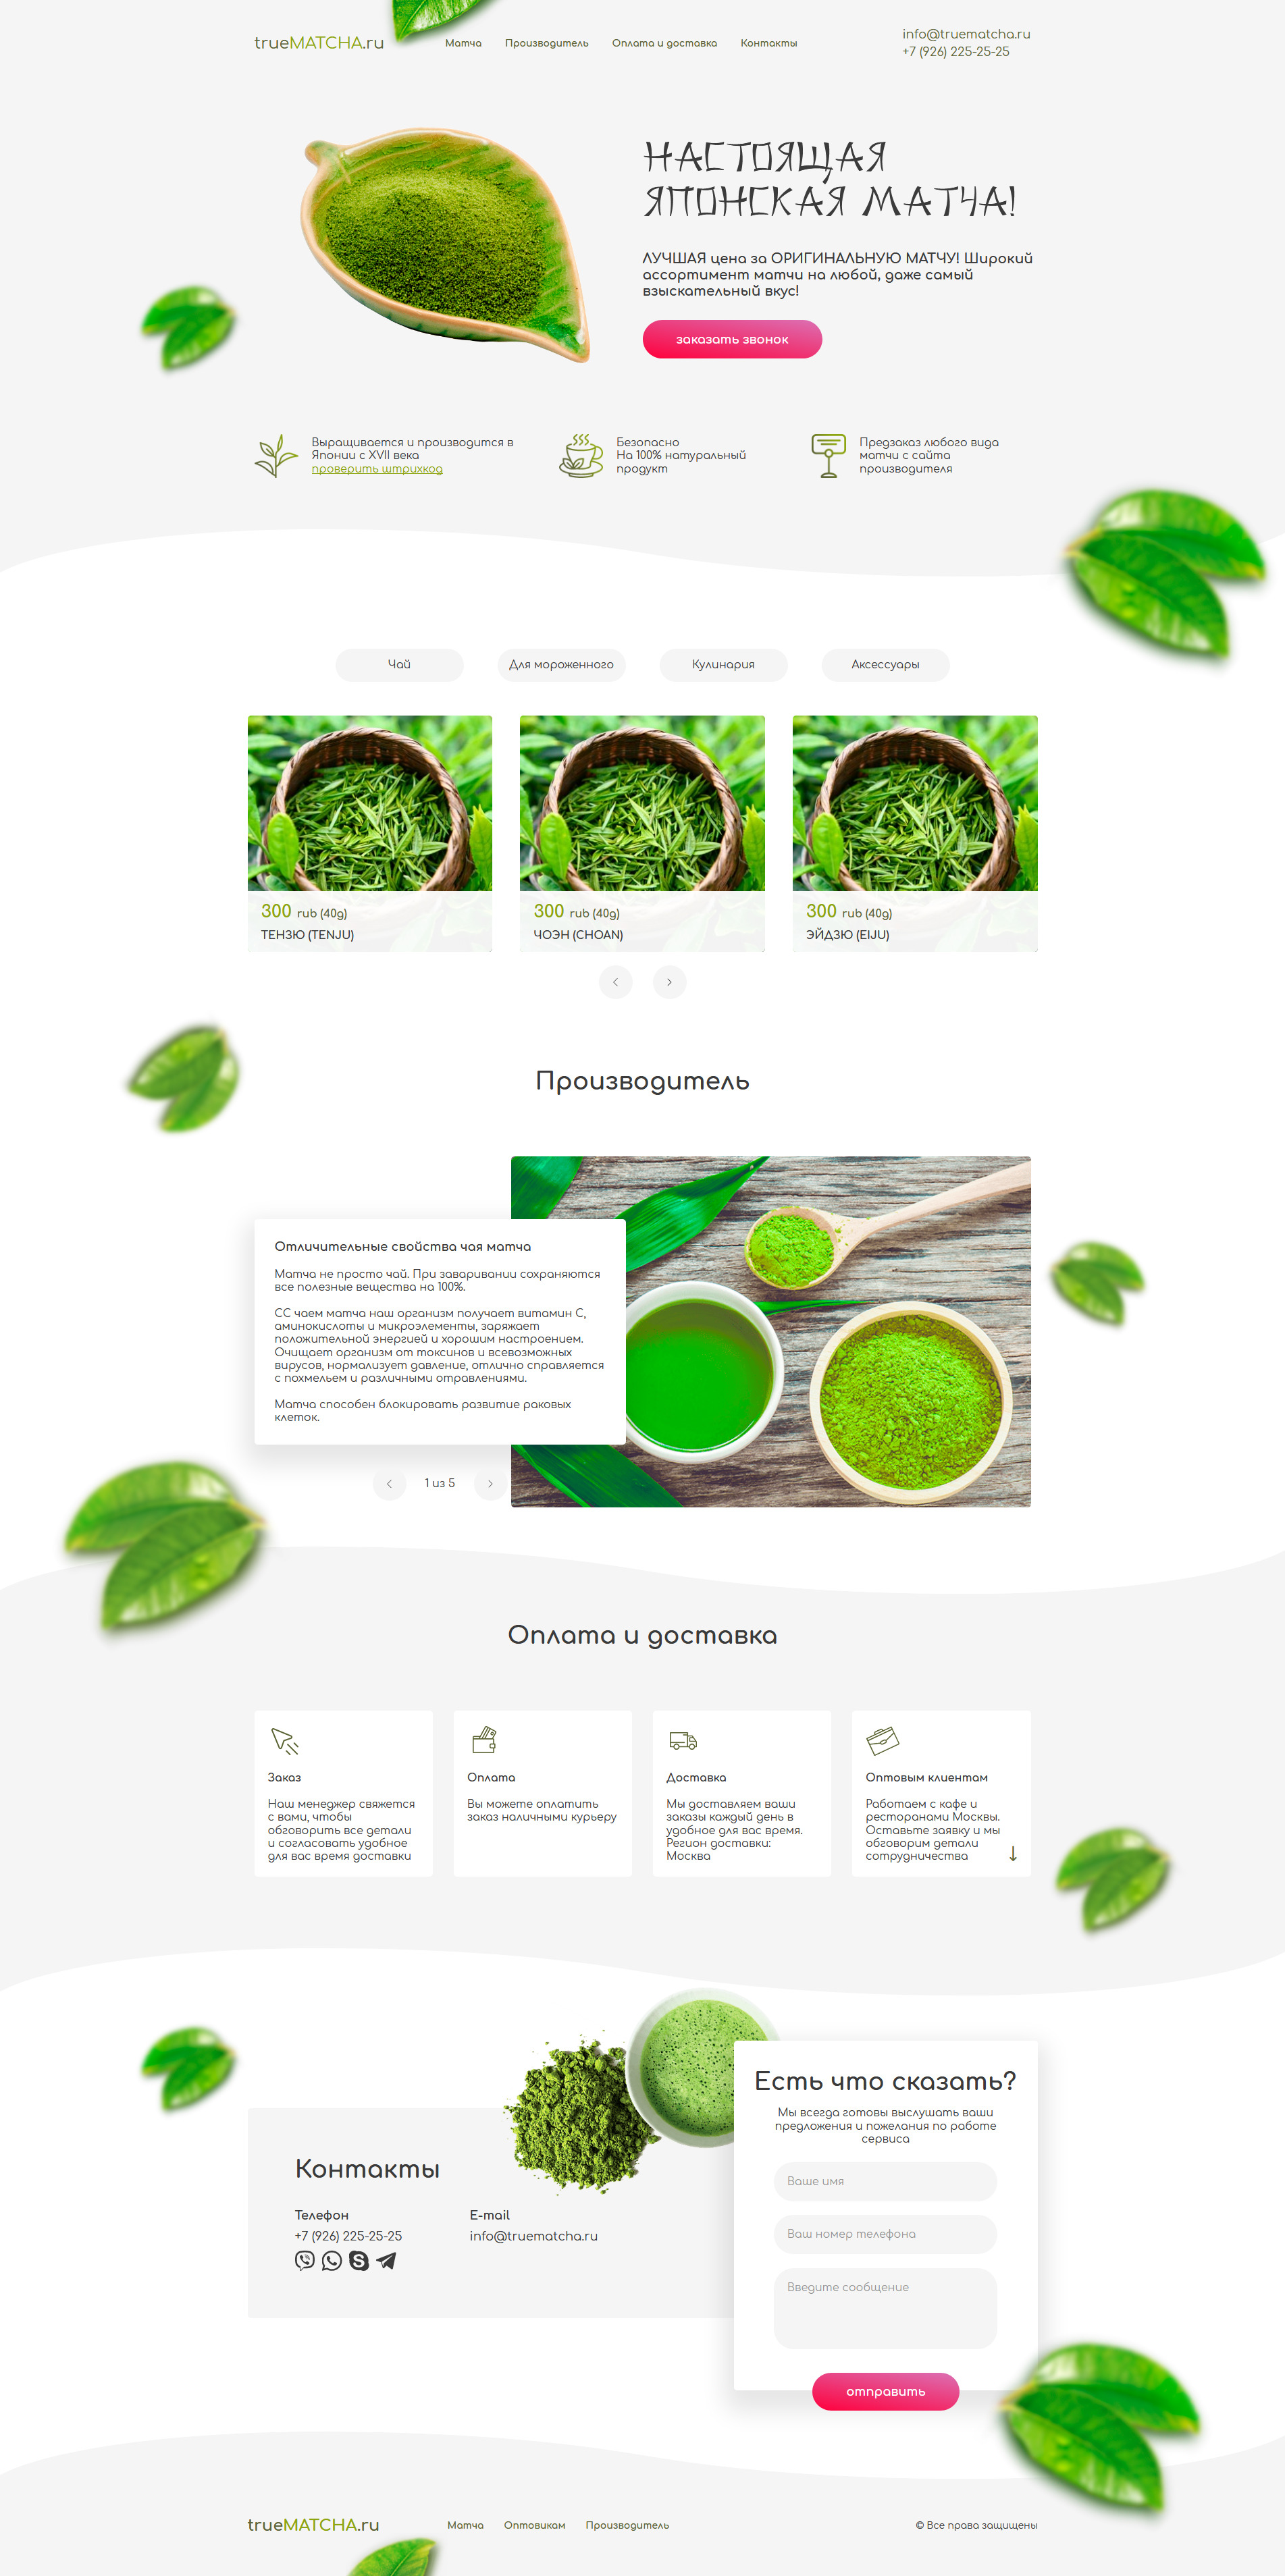 trueMATCHA.ru
Матча
Производитель
Оплата и доставка
Контакты
info@truematcha.ru
+7 (926) 225-25-25
НАСТОЯЩАЯ
ЯПОНСКАЯ МАТЧА!
ЛУЧШАЯ цена за ОРИГИНАЛЬНУЮ МАТЧУ! Широкий
ассортимент матчи на любой, даже самый
взыскательный вкус!
заказать звонок
Выращивается и производится в
Японии с XVII века
проверить штрихкод
Безопасно
На 100% натуральный
продукт
Предзаказ любого вида
матчи с сайта
производителя
Чай
Для мороженного
Кулинария
Аксессуары
300 rub (40g)
ТЕНЗЮ (TENJU)
300 rub (40g)
ЧОЭН (CHOAN)
300 rub (40g)
ЭЙДЗЮ (EIJU)
Производитель
Отличительные свойства чая матча
Матча не просто чай. При заваривании сохраняются
все полезные вещества на 100%.
СС чаем матча наш организм получает витамин С,
аминокислоты и микроэлементы, заряжает
положительной энергией и хорошим настроением.
Очищает организм от токсинов и всевозможных
вирусов, нормализует давление, отлично справляется
с похмельем и различными отравлениями.
Матча способен блокировать развитие раковых
клеток.
1 из 5
Оплата и доставка
Заказ
Наш менеджер свяжется
с вами, чтобы
обговорить все детали
и согласовать удобное
для вас время доставки
Оплата
Вы можете оплатить
заказ наличными курьеру
Доставка
Мы доставляем ваши
заказы каждый день в
удобное для вас время.
Регион доставки:
Москва
Оптовым клиентам
Работаем с кафе и
ресторанами Москвы.
Оставьте заявку и мы
обговорим детали
сотрудничества
Контакты
Телефон
+7 (926) 225-25-25
E-mail
info@truematcha.ru
Есть что сказать?
Мы всегда готовы выслушать ваши
предложения и пожелания по работе
сервиса
Ваше имя
Ваш номер телефона
Введите сообщение
отправить
trueMATCHA.ru
Матча
Оптовикам
Производитель
© Все права защищены